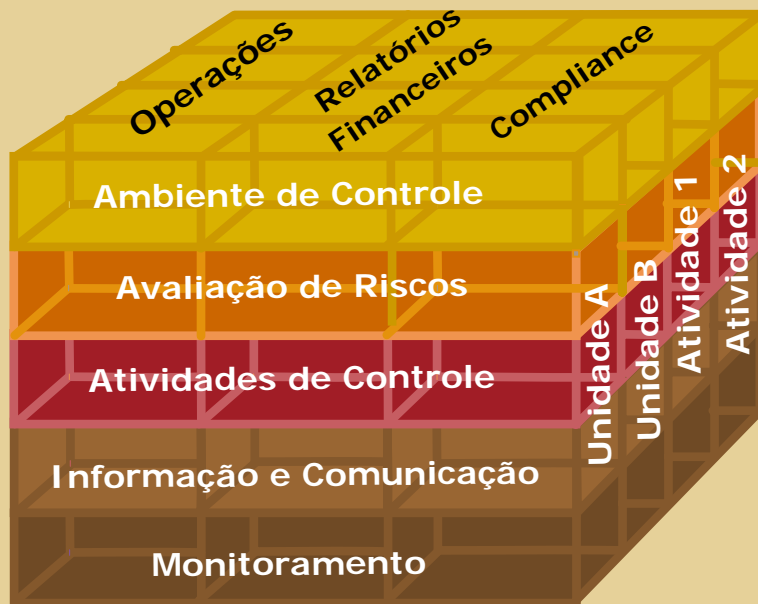 Operações
Relatórios
Financeiros
Compliance
Ambiente de Controle
Avaliação de Riscos
Atividades de Controle
Informação e Comunicação
Monitoramento
Unidade A
Unidade B
Atividade 1
Atividade 2